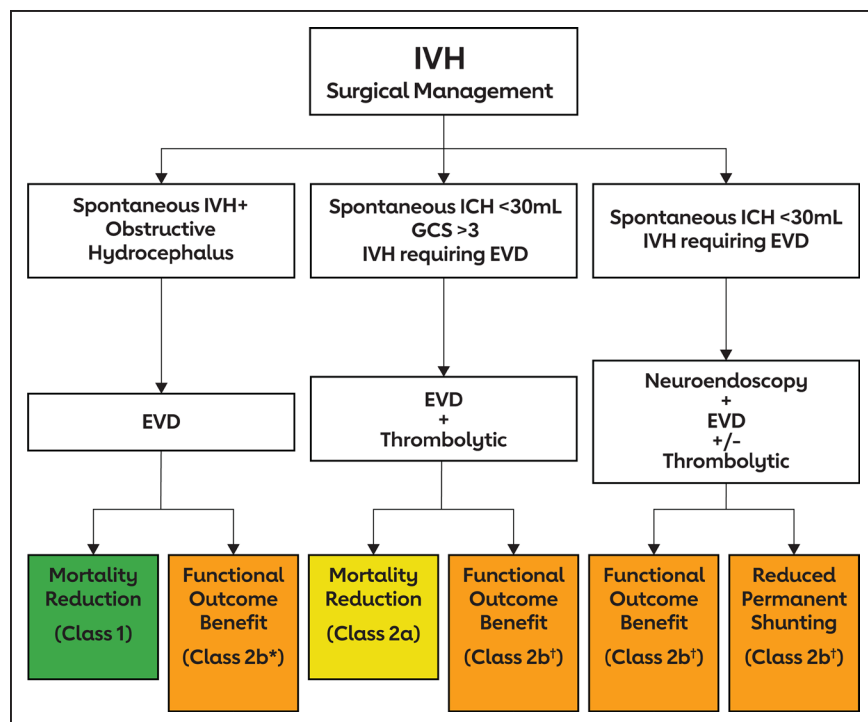 IVH
Surgical Management
Spontaneous IVH+
Obstructive
Hydrocephalus
Spontaneous ICH <30mL
GCS >3
IVH requiring EVD
Spontaneous ICH <30mL
IVH requiring EVD
EVD
EVD
+
Thrombolytic
Neuroendoscopy
+
EVD
+/-
Thrombolytic
Mortality
Reduction
(Class 1)
Functional
Outcome
Benefit
(Class 2b*)
Mortality
Reduction
(Class 2a)
Functional
Outcome
Benefit
(Class 2b†)
Functional
Outcome
Benefit
(Class 2b†)
Reduced
Permanent
Shunting
(Class 2b†)